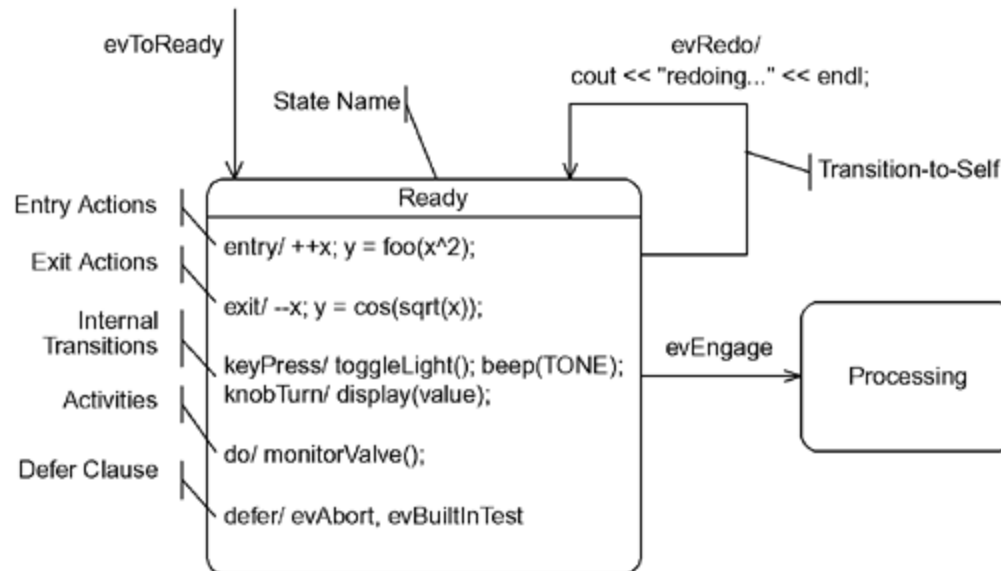 evToReady
evRedo/
cout << "redoing..." << endl;
State Name
Transition-to-Self
Ready
Entry Actions
entry/ ++x; y = foo(x^2);
Exit Actions
exit/ --x; y = cos(sqrt(x));
Internal
Transitions
keyPress/ toggleLight(); beep(TONE);
knobTurn/ display(value);
evEngage
Processing
Activities
do/ monitorValve();
Defer Clause
defer/ evAbort, evBuiltInTest